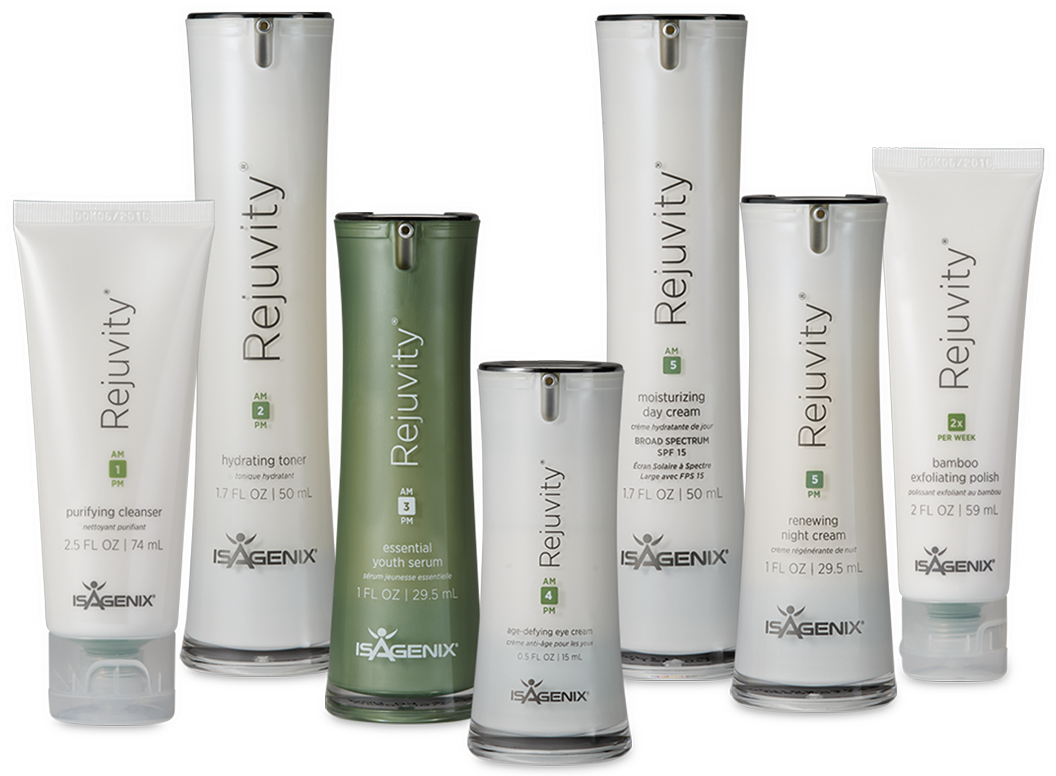 00K06/2016
Rejuvity®
AM
1
PM
purifying cleanser
nettoyant purifiant
2.5 FL OZ | 74 mL
ISAGENIX®
Rejuvity®
AM
2
PM
hydrating toner
tonique hydratant
1.7 FL OZ | 50 mL
ISAGENIX®
Rejuvity®
AM
3
PM
essential
youth serum
sérum jeunesse essentielle
1 FL OZ | 29.5 mL
ISAGENIX®
Rejuvity®
AM
4
PM
age-defying eye cream
crème anti-âge pour les yeux
0.5 FL OZ | 15 mL
ISAGENIX®
Rejuvity®
AM
5
moisturizing
day cream
crème hydratante de jour
BROAD SPECTRUM
SPF 15
Écran Solaire à Spectre
Large avec FPS 15
1.7 FL OZ | 50 mL
ISAGENIX®
Rejuvity®
5
PM
renewing
night cream
crème régénérante de nuit
1 FL OZ | 29.5 mL
ISAGENIX®
00K06/2016
Rejuvity®
2x
PER WEEK
bamboo
exfoliating polish
polissant exfoliant au bambou
2 FL OZ | 59 mL
ISAGENIX®